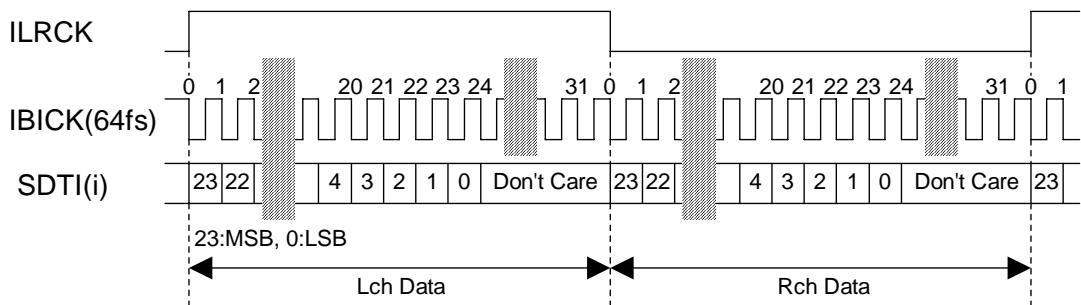 ILRCK
0 1 2 20 21 22 23 24 31 0 1 2 20 21 22 23 24 31 0 1
IBICK(64fs)
SDTI(i) 23 22 4 3 2 1 0 Don't Care 23 22 4 3 2 1 0 Don't Care 23
23:MSB, 0:LSB
Lch Data Rch Data